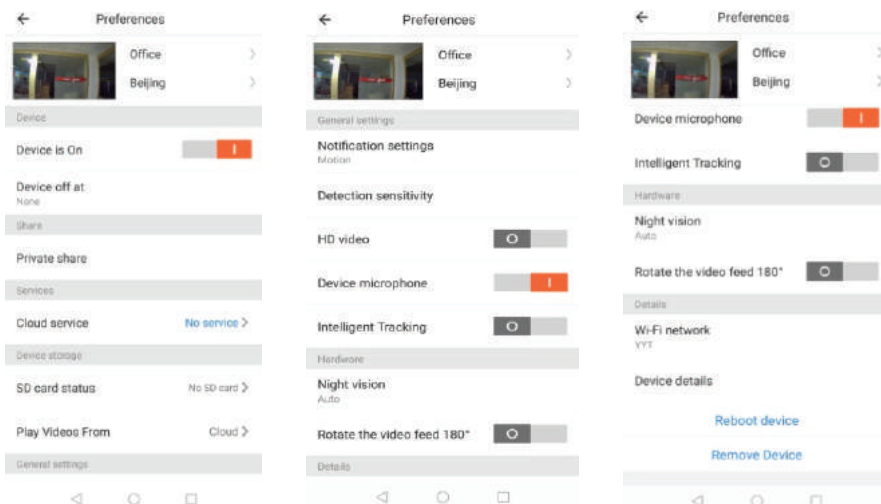 Preferences
Office
Beijing
Device
Device is On
Device off at
None
Share
Private share
Services
Cloud service No service
Device storage
SD card status No SD card
Play Videos From Cloud
General settings
Preferences
Office
Beijing
General settings
Notification settings
Motion
Detection sensitivity
HD video
Device microphone
Intelligent Tracking
Hardware
Night vision
Auto
Rotate the video feed 180°
Details
Preferences
Office
Beijing
Device microphone
Intelligent Tracking
Hardware
Night vision
Auto
Rotate the video feed 180°
Details
Wi-Fi network
YYT
Device details
Reboot device
Remove Device